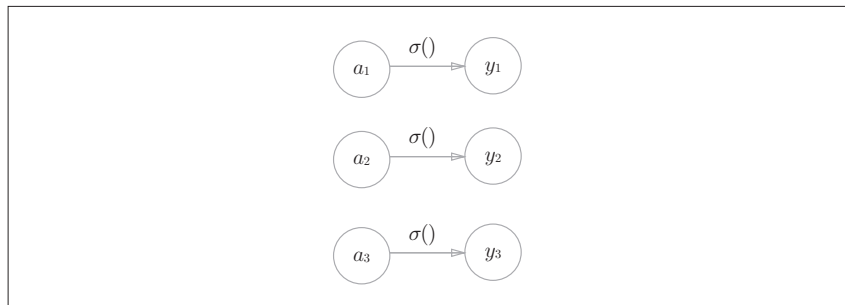 σ()
a₁ y₁
σ()
a₂ y₂
σ()
a₃ y₃